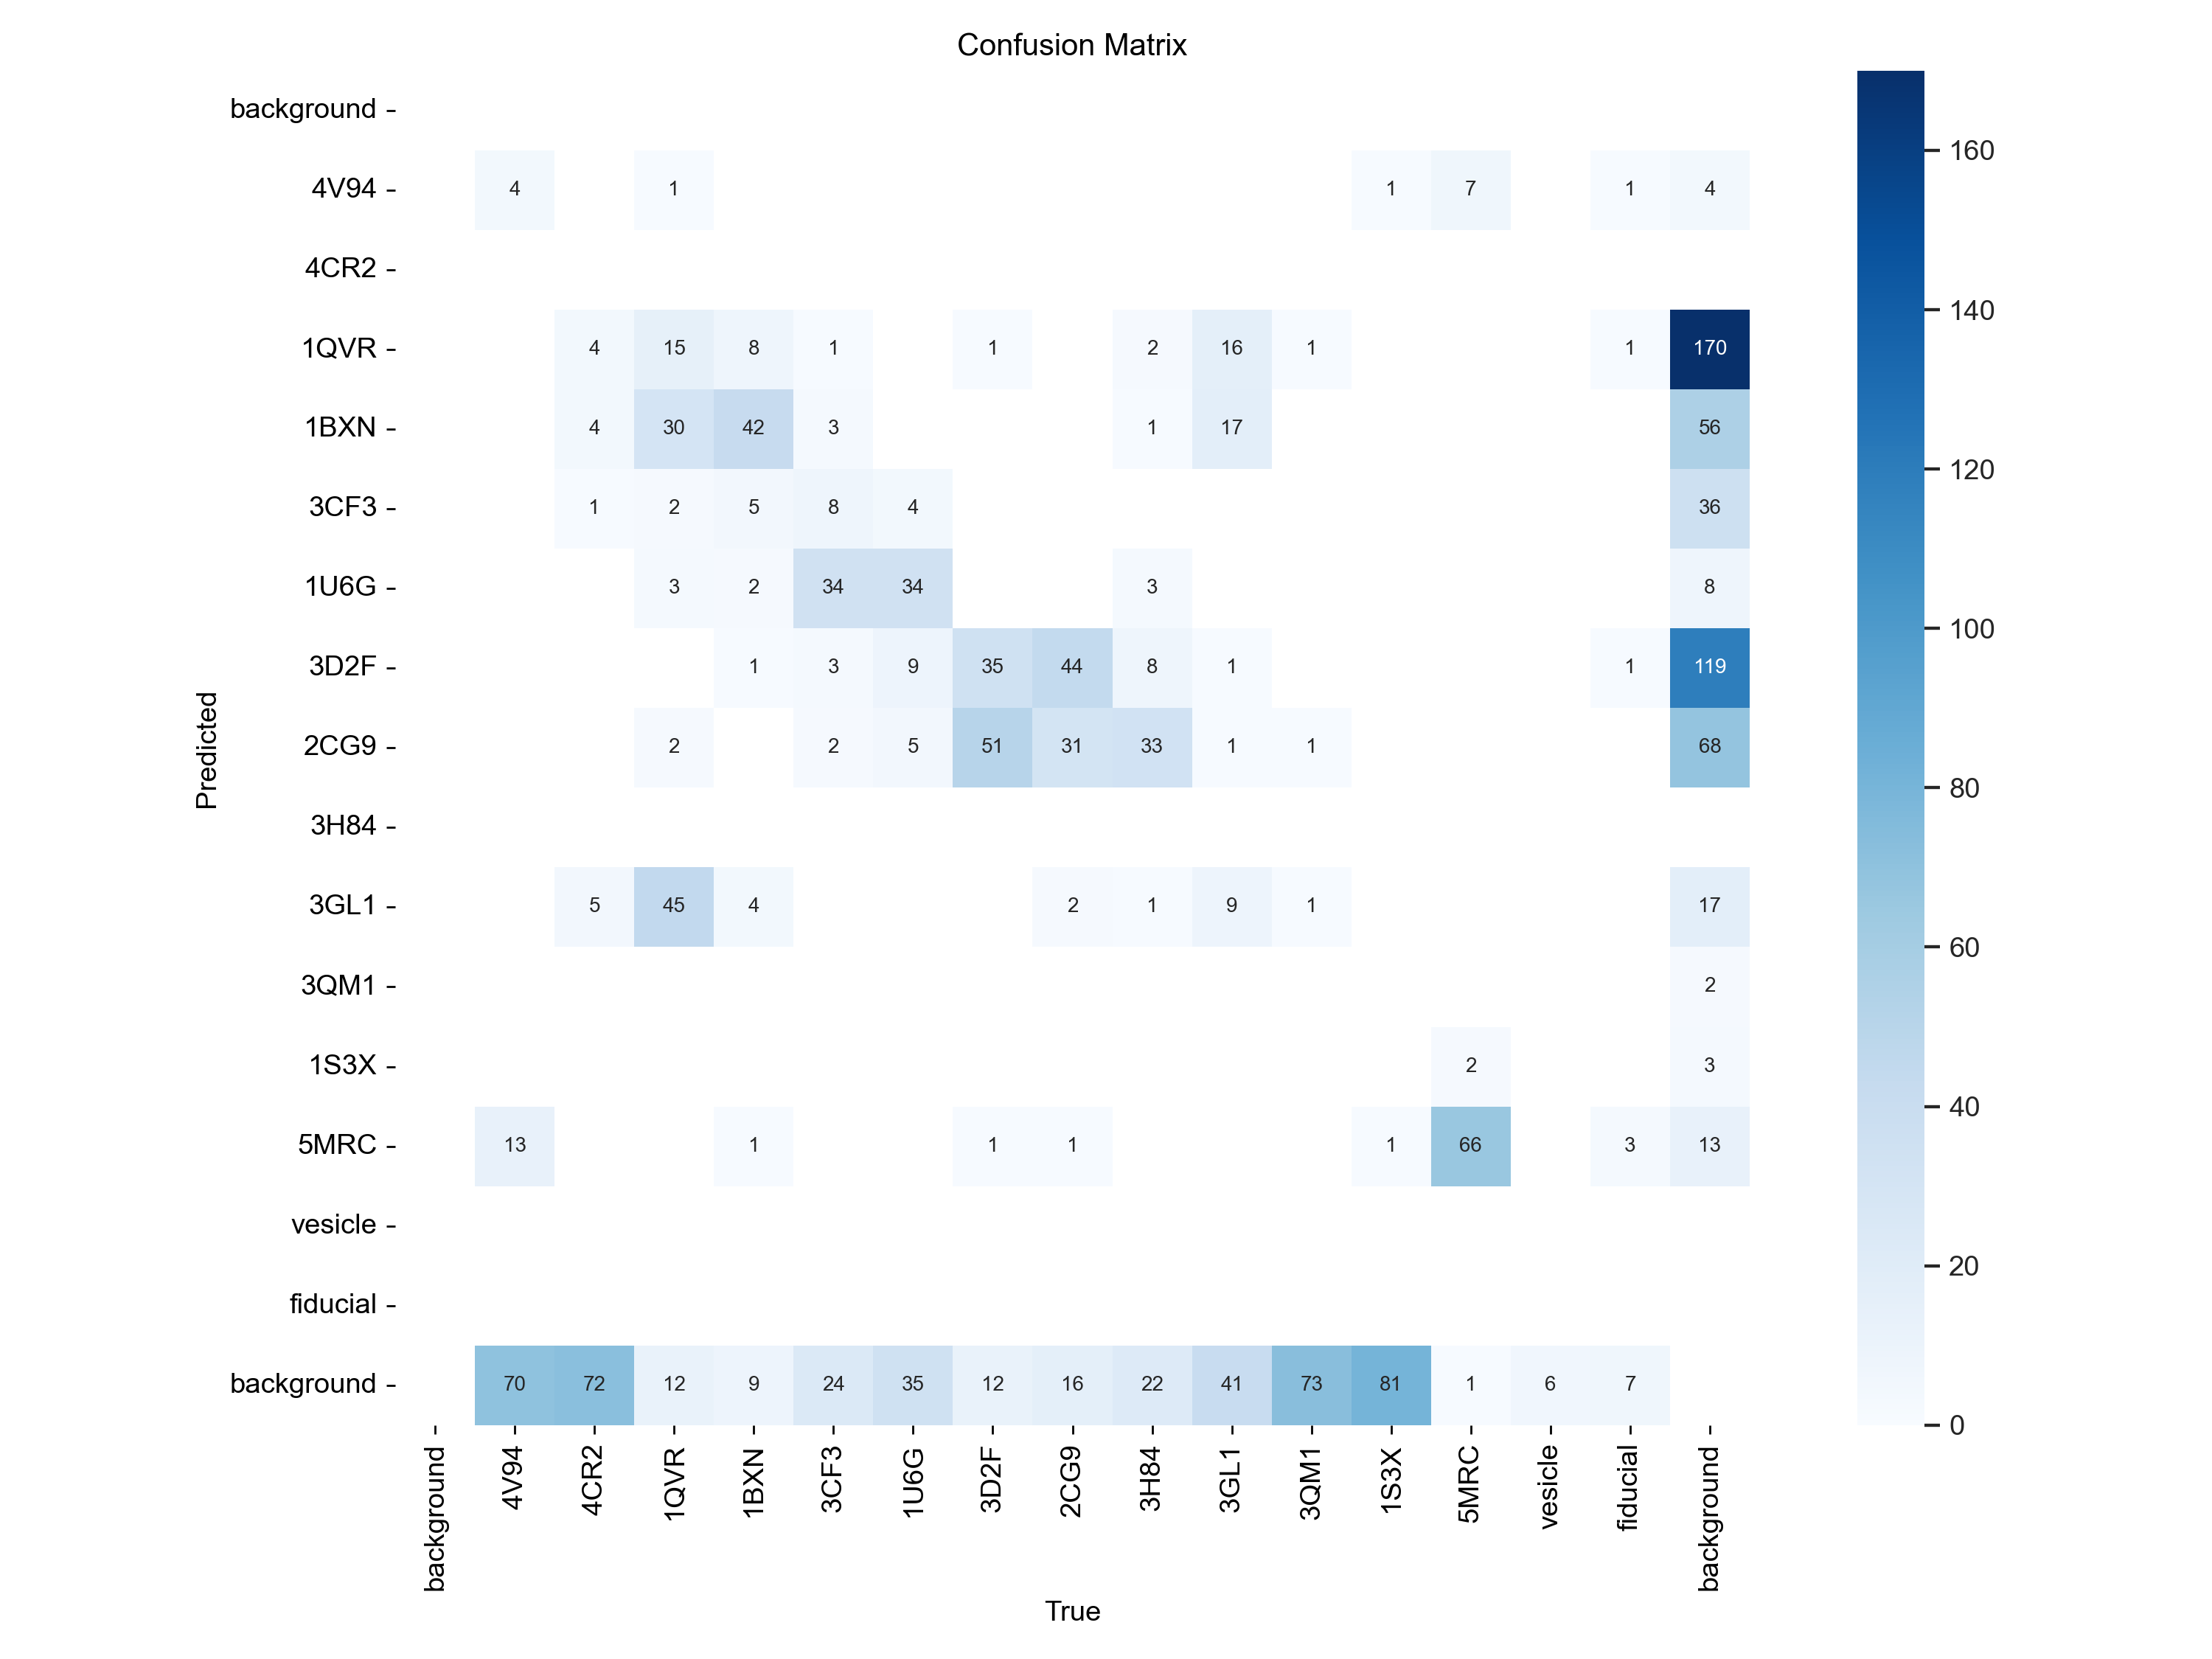 Confusion Matrix
background
4V94 4 1 1 7 1 4
4CR2
1QVR 4 15 8 1 1 2 16 1 1 170
1BXN 4 30 42 3 1 17 56
3CF3 1 2 5 8 4 36
1U6G 3 2 34 34 3 8
3D2F 1 3 9 35 44 8 1 1 119
2CG9 2 2 5 51 31 33 1 1 68
3H84
3GL1 5 45 4 2 1 9 1 17
3QM1 2
1S3X 2 3
5MRC 13 1 1 1 1 66 3 13
vesicle
fiducial
background 70 72 12 9 24 35 12 16 22 41 73 81 1 6 7
background 4V94 4CR2 1QVR 1BXN 3CF3 1U6G 3D2F 2CG9 3H84 3GL1 3QM1 1S3X 5MRC vesicle fiducial background
True
Predicted
160
140
120
100
80
60
40
20
0